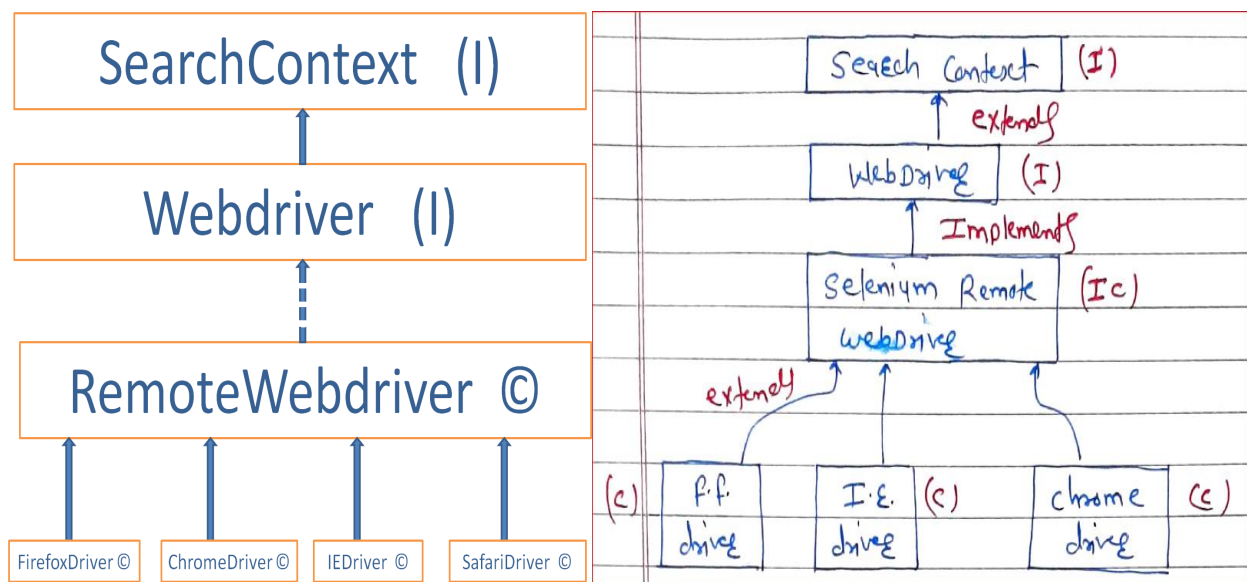 SearchContext (I)
Webdriver (I)
RemoteWebdriver ©
FirefoxDriver ©
ChromeDriver ©
IEDriver ©
SafariDriver ©
Search Context (I)
extends
WebDriver (I)
Implements
Selenium Remote (Ic)
WebDriver
extends
(c) F.F.
driver
I.E. (c)
driver
chrome (c)
driver